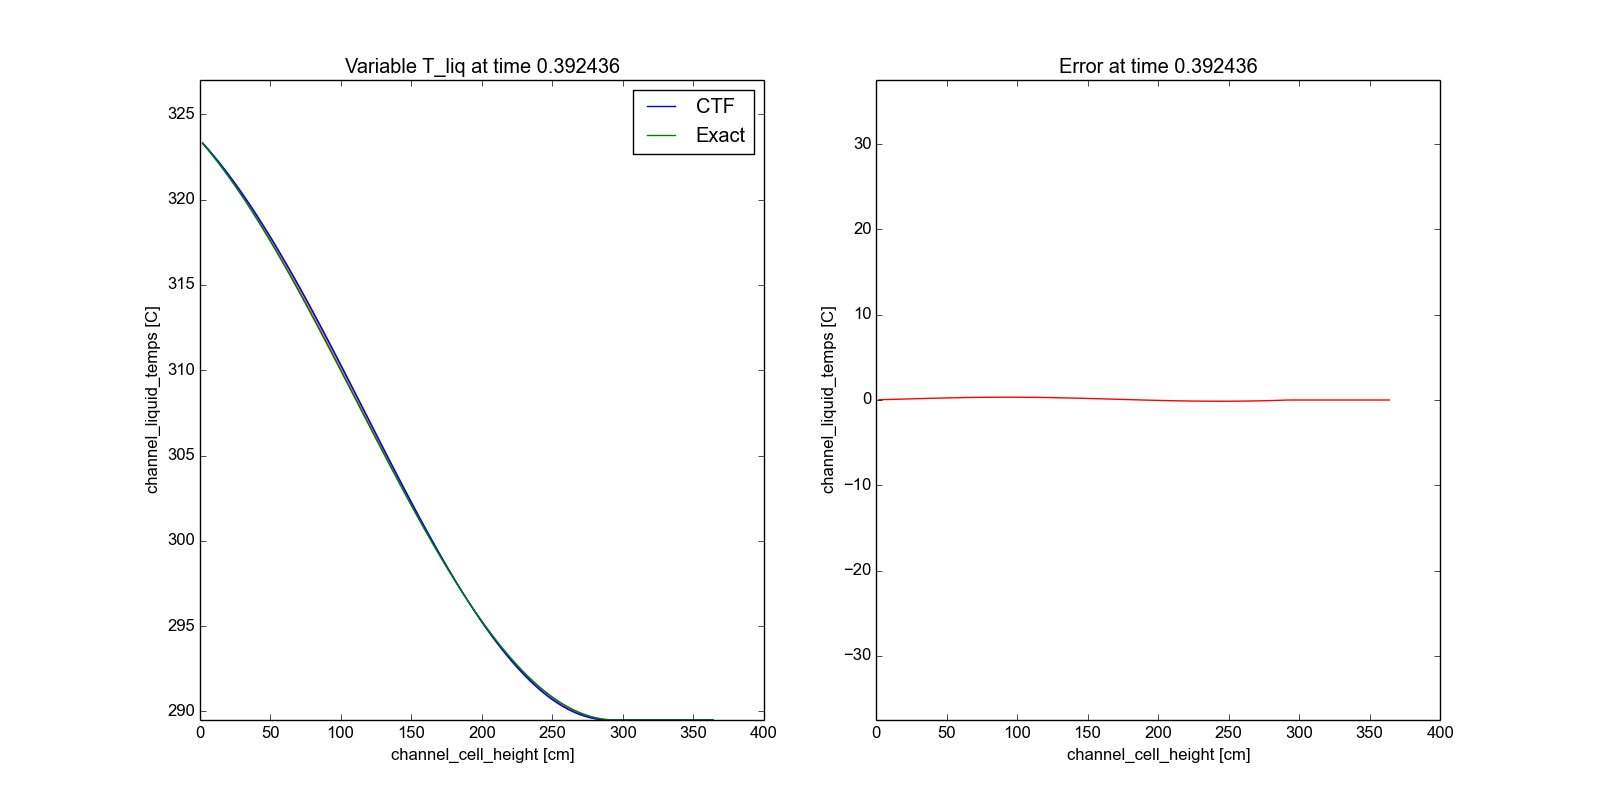 Variable T_liq at time 0.392436
CTF
Exact
325
320
315
310
305
300
295
290
0 50 100 150 200 250 300 350 400
channel_cell_height [cm]
channel_liquid_temps [C]
Error at time 0.392436
30
20
10
0
−10
−20
−30
0 50 100 150 200 250 300 350 400
channel_cell_height [cm]
channel_liquid_temps [C]